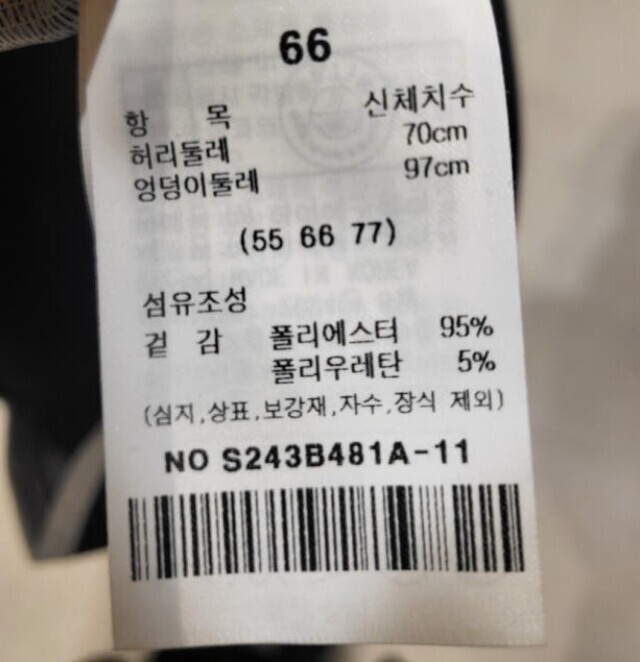 66
항 목 신체치수
허리둘레 70cm
엉덩이둘레 97cm
(55 66 77)
섬유조성
겉 감 폴리에스터 95%
폴리우레탄 5%
(심지,상표,보강재,자수,장식 제외)
NO S243B481A-11